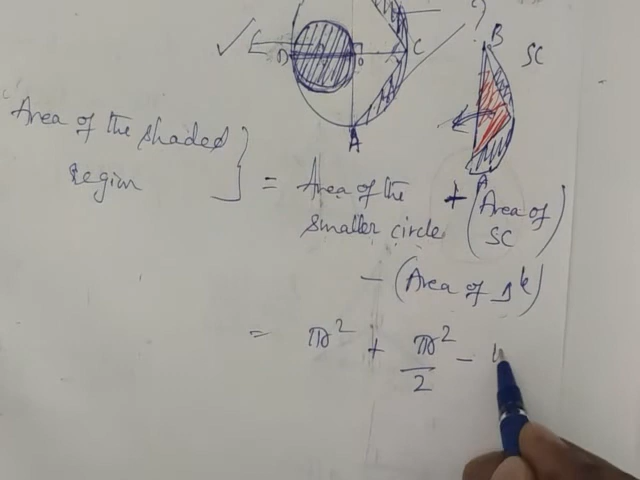 ?
B
SC
D
C
A
A
Area of the shaded
region
= Area of the + (Area of
smaller circle SC)
- (Area of Δle)
= πr² + πr²/2 -